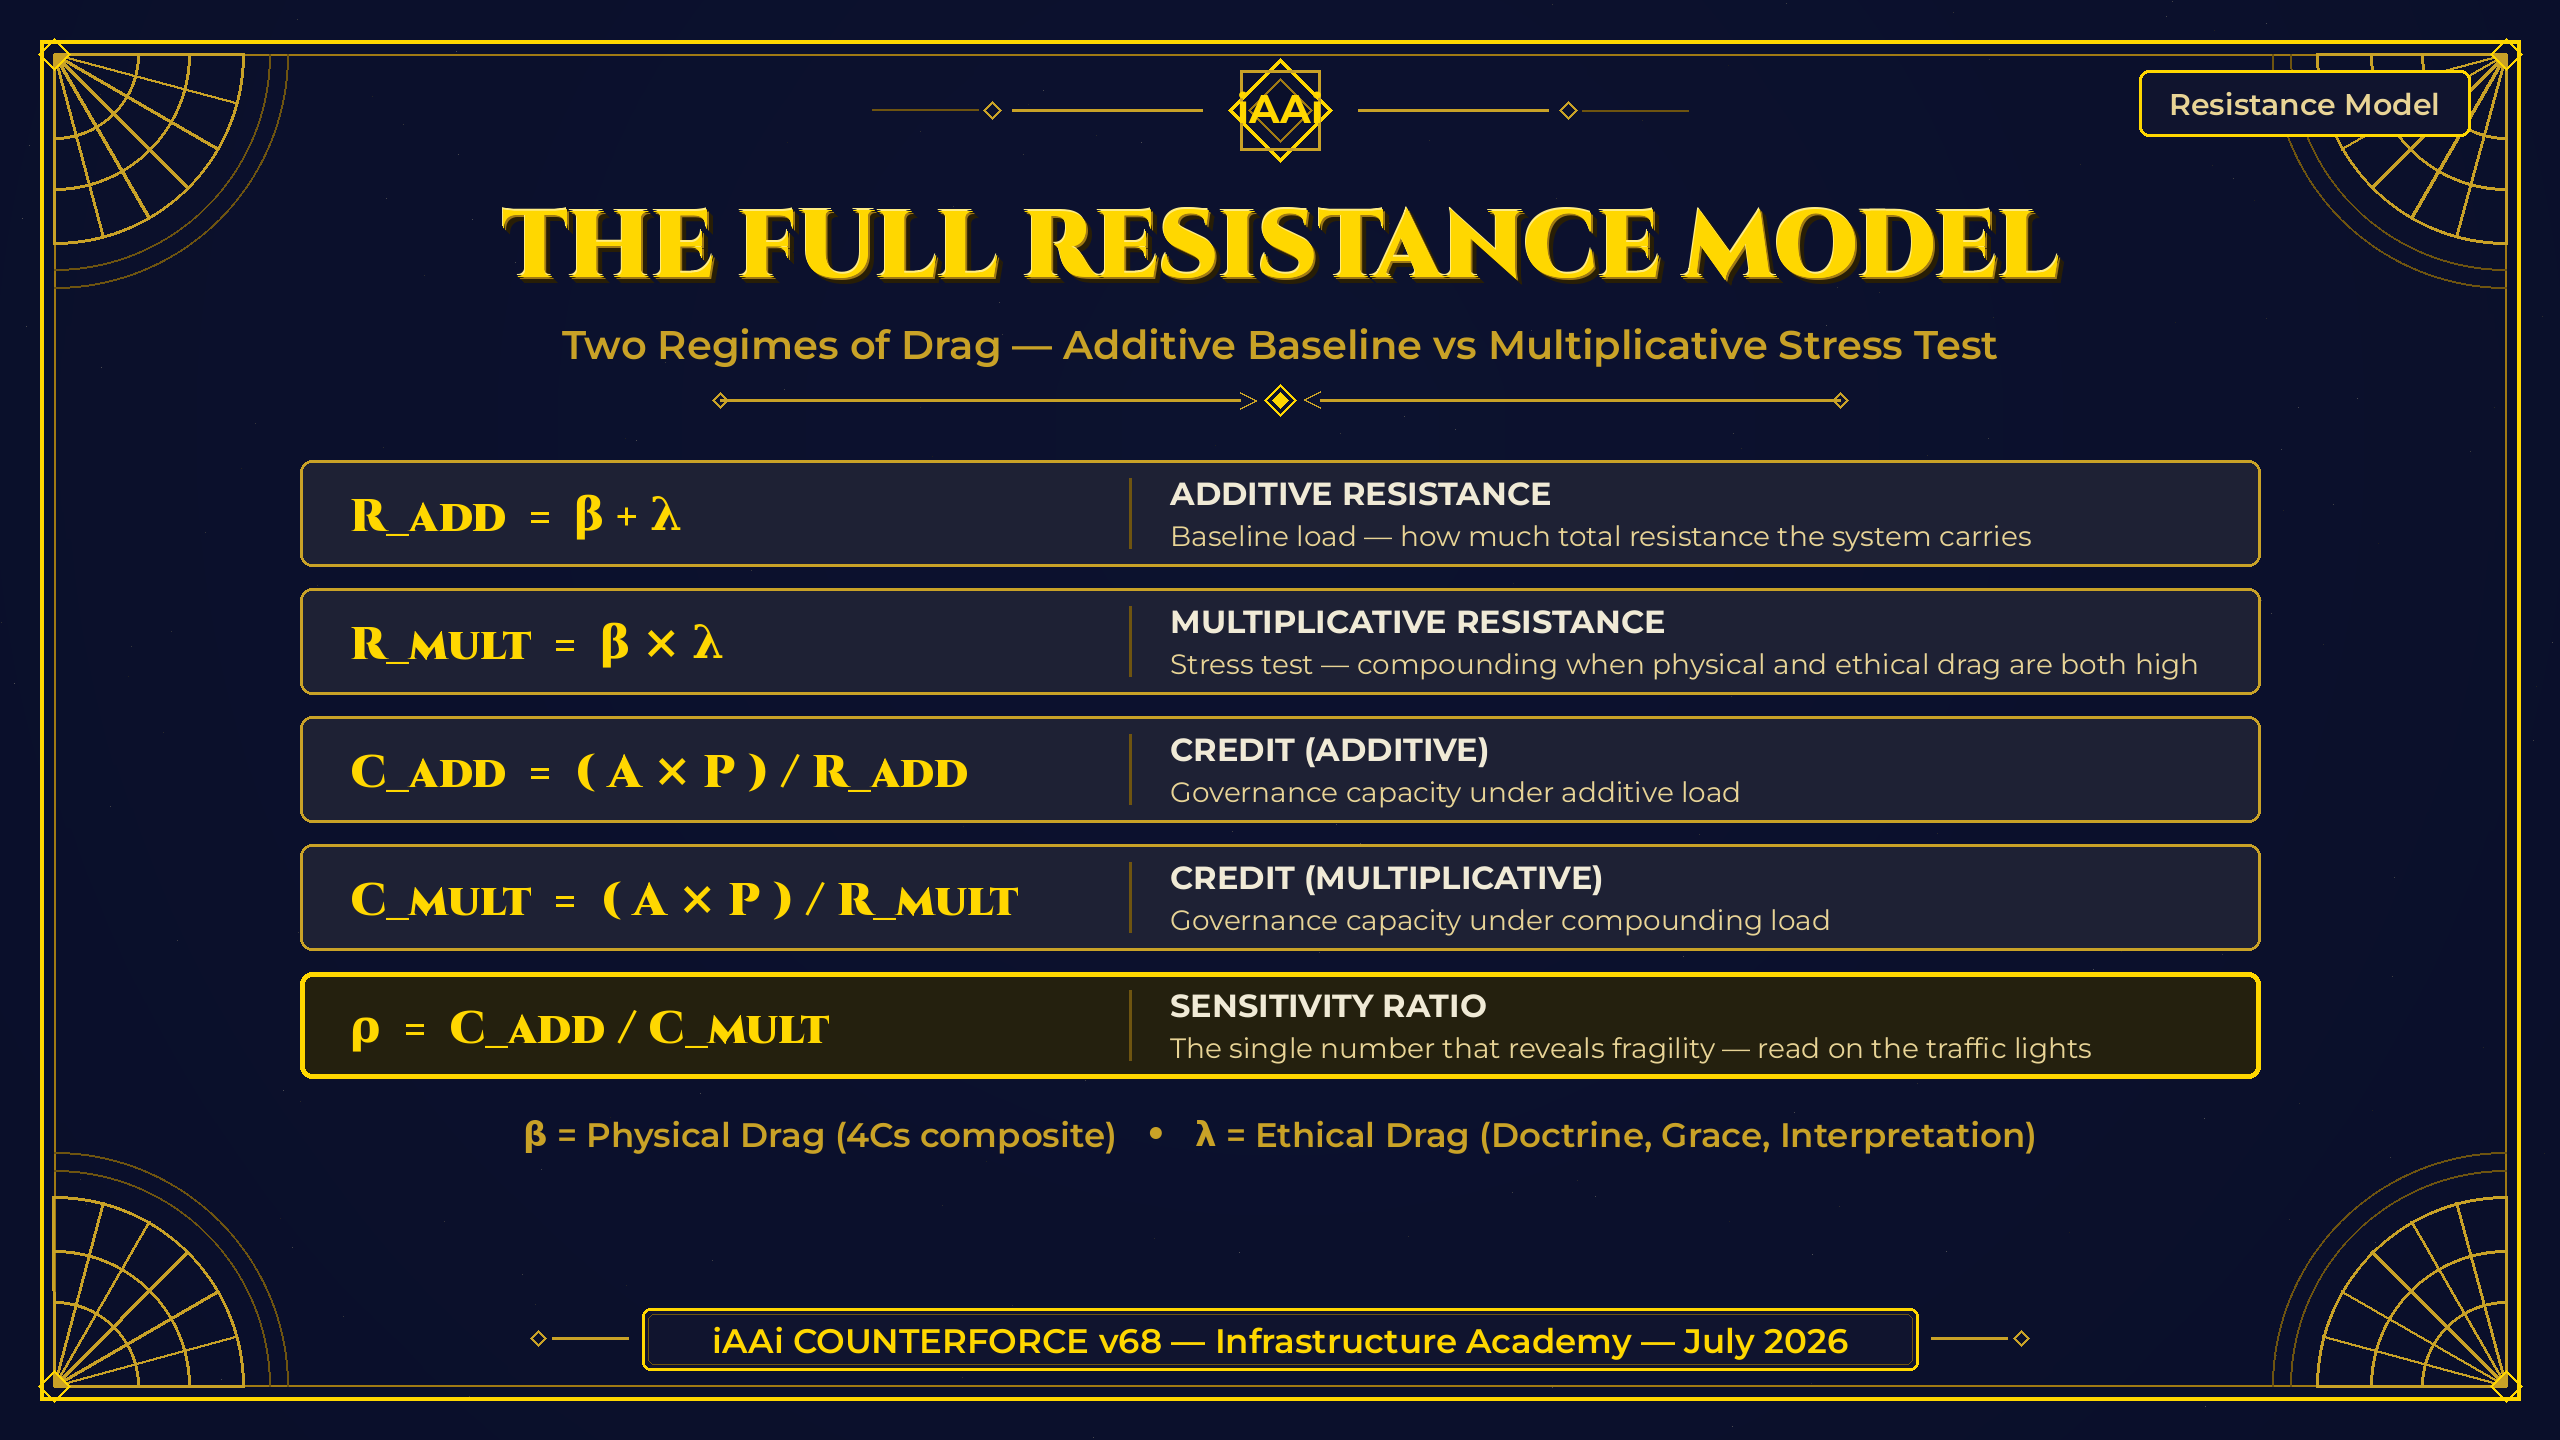 iAAi
Resistance Model
THE FULL RESISTANCE MODEL
Two Regimes of Drag — Additive Baseline vs Multiplicative Stress Test
R_ADD = β + λ
ADDITIVE RESISTANCE
Baseline load — how much total resistance the system carries
R_MULT = β × λ
MULTIPLICATIVE RESISTANCE
Stress test — compounding when physical and ethical drag are both high
C_ADD = ( A × P ) / R_ADD
CREDIT (ADDITIVE)
Governance capacity under additive load
C_MULT = ( A × P ) / R_MULT
CREDIT (MULTIPLICATIVE)
Governance capacity under compounding load
ρ = C_ADD / C_MULT
SENSITIVITY RATIO
The single number that reveals fragility — read on the traffic lights
β = Physical Drag (4Cs composite) • λ = Ethical Drag (Doctrine, Grace, Interpretation)
iAAi COUNTERFORCE v68 — Infrastructure Academy — July 2026